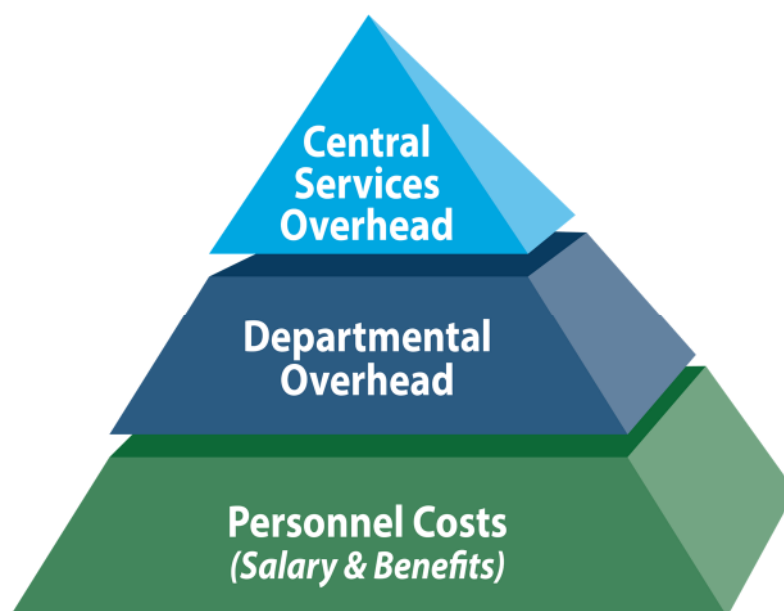 Central
Services
Overhead
Departmental
Overhead
Personnel Costs
(Salary & Benefits)